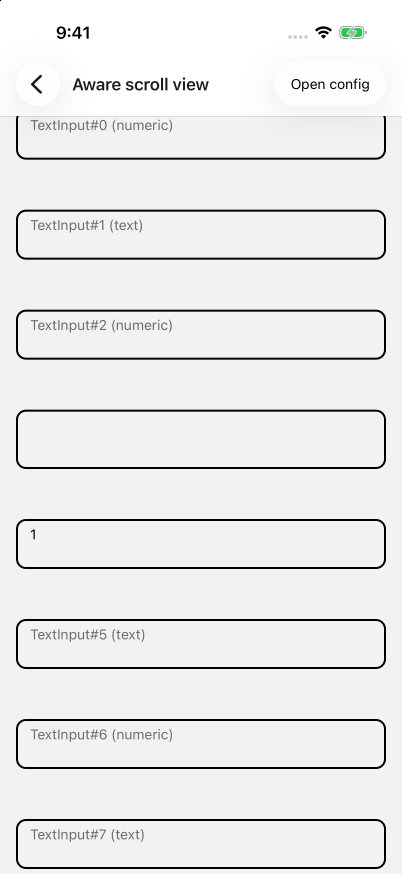 9:41
Aware scroll view
Open config
TextInput#0 (numeric)
TextInput#1 (text)
TextInput#2 (numeric)
1
TextInput#5 (text)
TextInput#6 (numeric)
TextInput#7 (text)